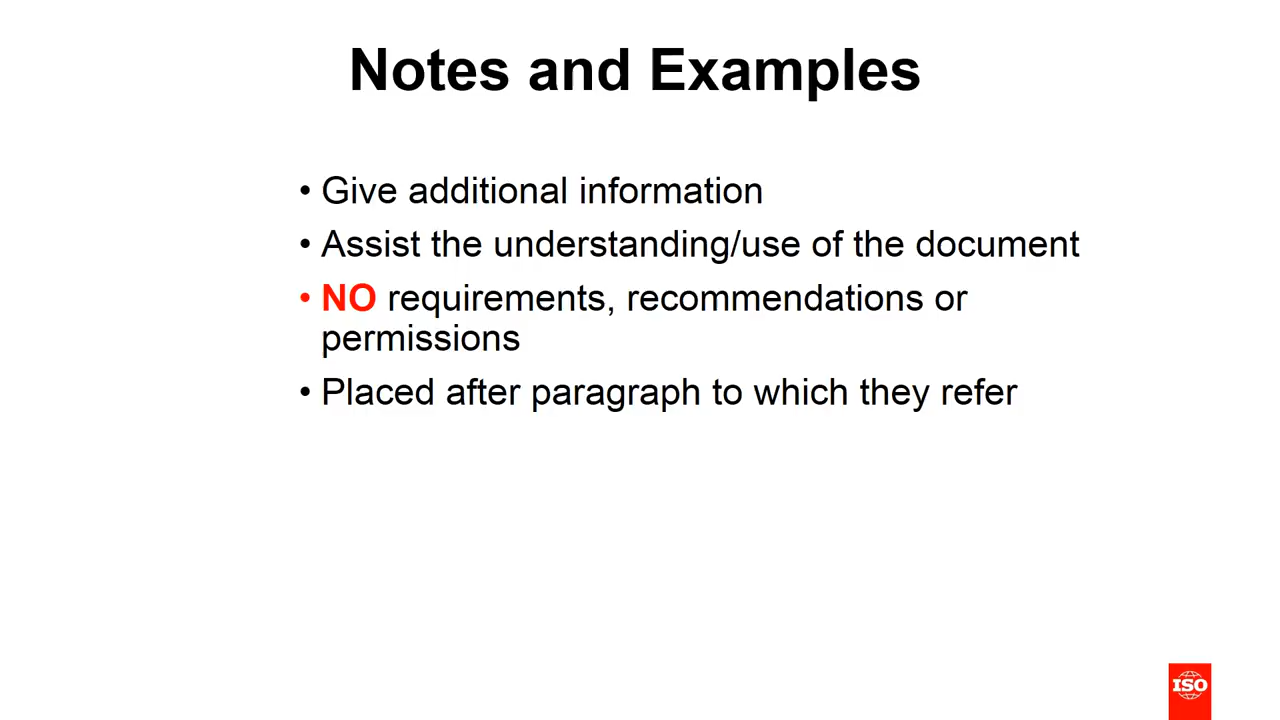 Notes and Examples
• Give additional information
• Assist the understanding/use of the document
• NO requirements, recommendations or
permissions
• Placed after paragraph to which they refer
ISO